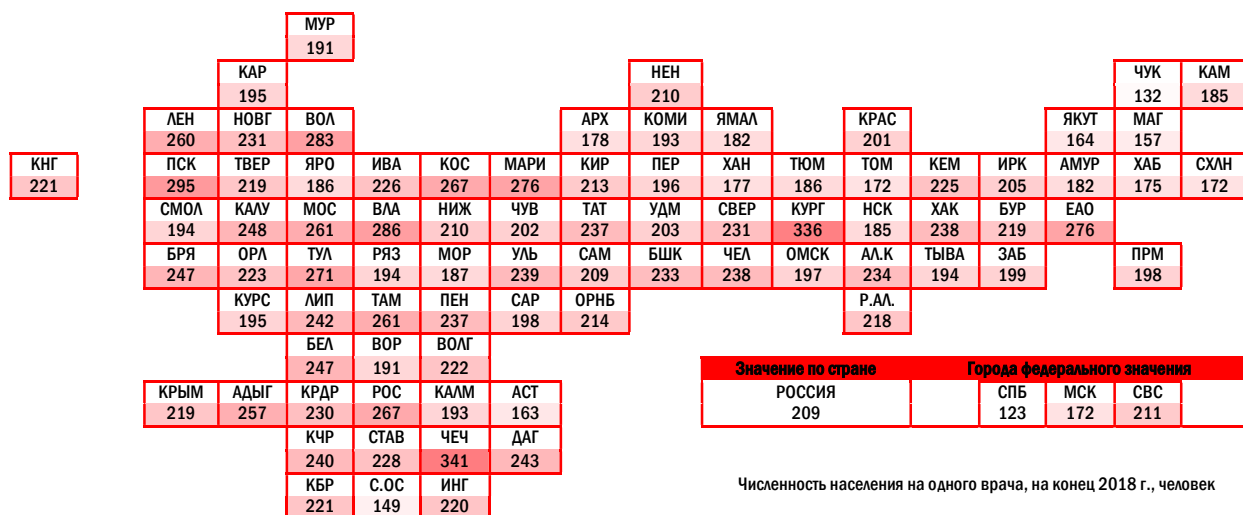 МУР
191
КАР НЕН ЧУК КАМ
195 210 132 185
ЛЕН НОВГ ВОЛ АРХ КОМИ ЯМАЛ КРАС ЯКУТ МАГ
260 231 283 178 193 182 201 164 157
КНГ ПСК ТВЕР ЯРО ИВА КОС МАРИ КИР ПЕР ХАН ТЮМ ТОМ КЕМ ИРК АМУР ХАБ СХЛН
221 295 219 186 226 267 276 213 196 177 186 172 225 205 182 175 172
СМОЛ КАЛУ МОС ВЛА НИЖ ЧУВ ТАТ УДМ СВЕР КУРГ НСК ХАК БУР ЕАО
194 248 261 286 210 202 237 203 231 336 185 238 219 276
БРЯ ОРЛ ТУЛ РЯЗ МОР УЛЬ САМ БШК ЧЕЛ ОМСК АЛ.К ТЫВА ЗАБ ПРМ
247 223 271 194 187 239 209 233 238 197 234 194 199 198
КУРС ЛИП ТАМ ПЕН САР ОРНБ Р.АЛ.
195 242 261 237 198 214 218
БЕЛ ВОР ВОЛГ
247 191 222
Значение по стране Города федерального значения
КРЫМ АДЫГ КРДР РОС КАЛМ АСТ РОССИЯ СПБ МСК СВС
219 257 230 267 193 163 209 123 172 211
КЧР СТАВ ЧЕЧ ДАГ
240 228 341 243
КБР С.ОС ИНГ
221 149 220
Численность населения на одного врача, на конец 2018 г., человек